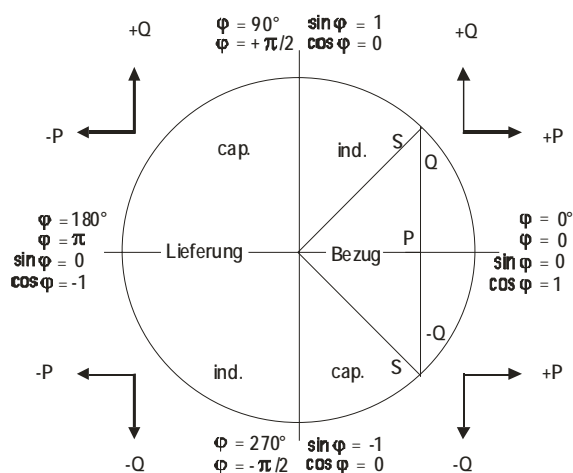 φ = 90° sin φ = 1
φ = + π/2 cos φ = 0
+Q
+Q
-P
+P
cap.
ind.
S
Q
φ = 180°
φ = π
sin φ = 0
cos φ = -1
Lieferung
Bezug
P
φ = 0°
φ = 0
sin φ = 0
cos φ = 1
-Q
S
-P
+P
ind.
cap.
-Q
-Q
φ = 270° sin φ = -1
φ = - π/2 cos φ = 0